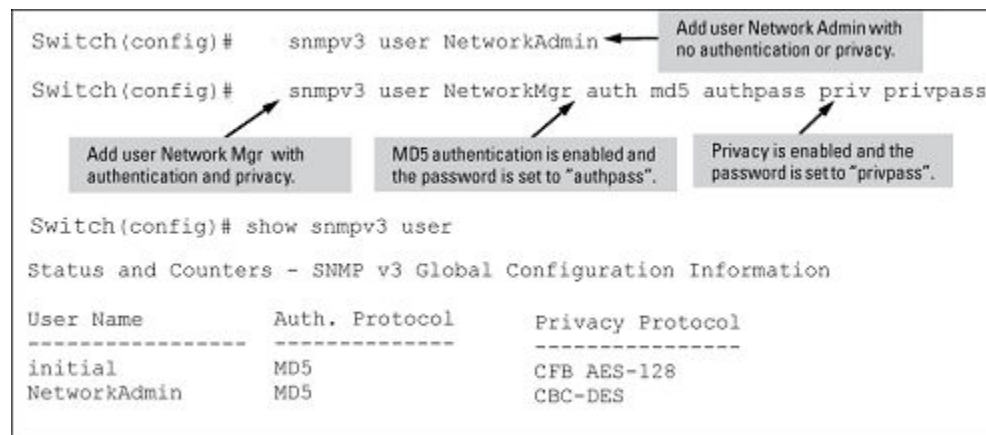 Switch(config)# snmpv3 user NetworkAdmin
Add user Network Admin with
no authentication or privacy.
Switch(config)# snmpv3 user NetworkMgr auth md5 authpass priv privpass
Add user Network Mgr with
authentication and privacy.
MD5 authentication is enabled and
the password is set to "authpass".
Privacy is enabled and the
password is set to "privpass".
Switch(config)# show snmpv3 user
Status and Counters - SNMP v3 Global Configuration Information
User Name Auth. Protocol Privacy Protocol
----------------- -------------- ----------------
initial MD5 CFB AES-128
NetworkAdmin MD5 CBC-DES